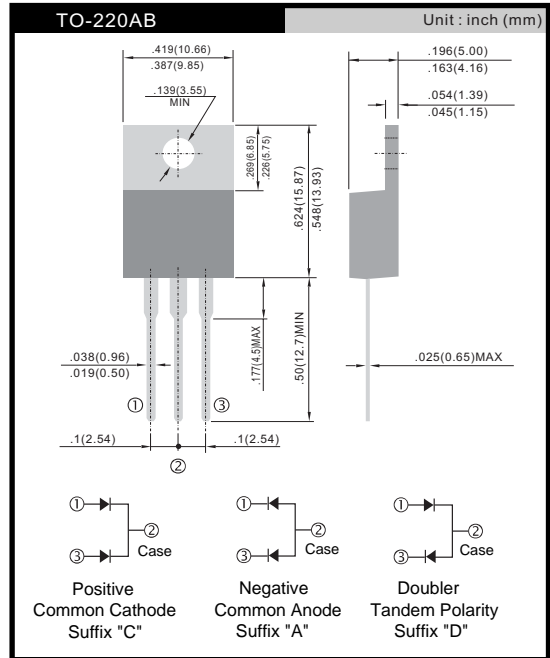 TO-220AB
Unit : inch (mm)
.419(10.66)
.387(9.85)
.139(3.55)
MIN
.269(6.85)
.226(5.75)
.624(15.87)
.548(13.93)
.196(5.00)
.163(4.16)
.054(1.39)
.045(1.15)
.038(0.96)
.019(0.50)
.177(4.5)MAX
.50(12.7)MIN
.025(0.65)MAX
①
③
.1(2.54)
.1(2.54)
②
①
②
③
Case
Positive
Common Cathode
Suffix "C"
①
②
③
Case
Negative
Common Anode
Suffix "A"
①
②
③
Case
Doubler
Tandem Polarity
Suffix "D"